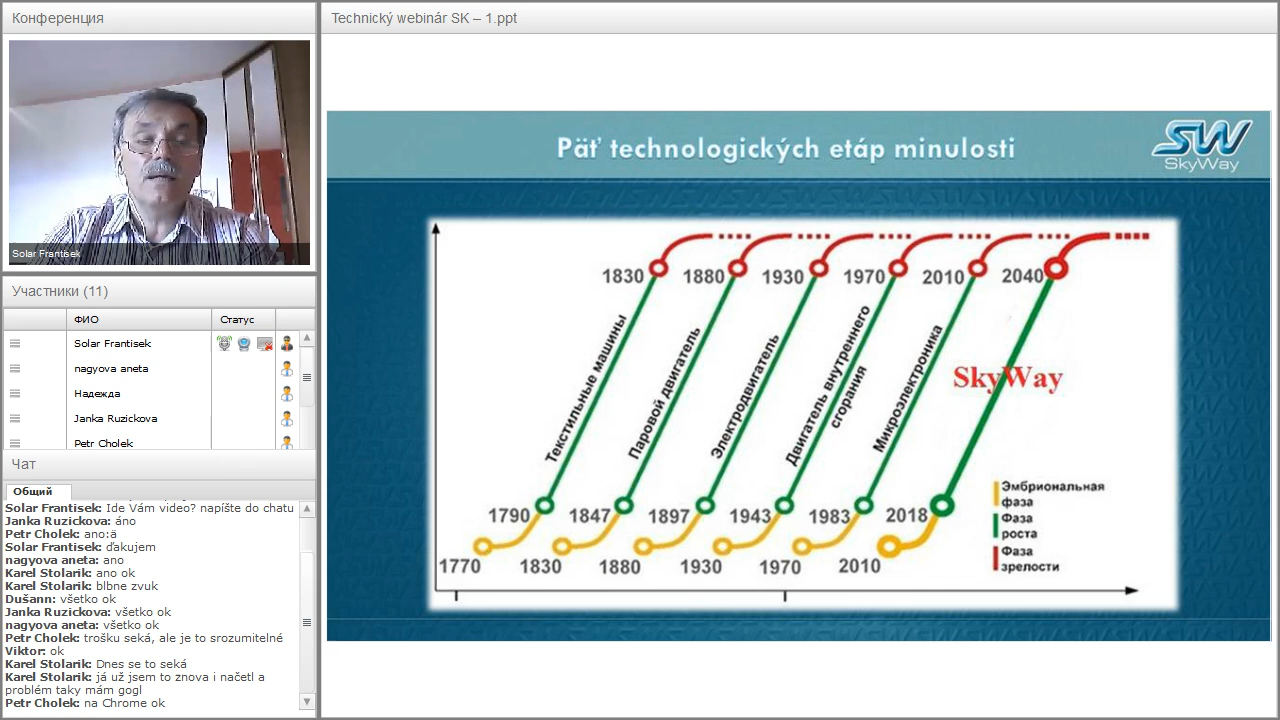 Конференция
Solar Frantisek
Участники (11)
ФИО
Статус
Solar Frantisek
nagyova aneta
Надежда
Janka Ruzickova
Petr Cholek
Чат
Общий
Solar Frantisek: Ide Vám video? napíšte do chatu
Janka Ruzickova: áno
Petr Cholek: ano:ä
Solar Frantisek: ďakujem
nagyova aneta: ano
Karel Stolarik: ano ok
Karel Stolarik: blbne zvuk
Dušann: všetko ok
Janka Ruzickova: všetko ok
nagyova aneta: všetko ok
Petr Cholek: trošku seká, ale je to srozumitelné
Viktor: ok
Karel Stolarik: Dnes se to seká
Karel Stolarik: já už jsem to znova i načetl a
problém taky mám gogl
Petr Cholek: na Chrome ok
Technický webinár SK – 1.ppt
Päť technologických etáp minulosti
SW
SkyWay
1830 1880 1930 1970 2010 2040
Текстильные машины
Паровой двигатель
Электродвигатель
Двигатель внутреннего
сгорания
Микроэлектроника
SkyWay
1790 1847 1897 1943 1983 2018
1770 1830 1880 1930 1970 2010
Эмбриональная
фаза
Фаза
роста
Фаза
зрелости